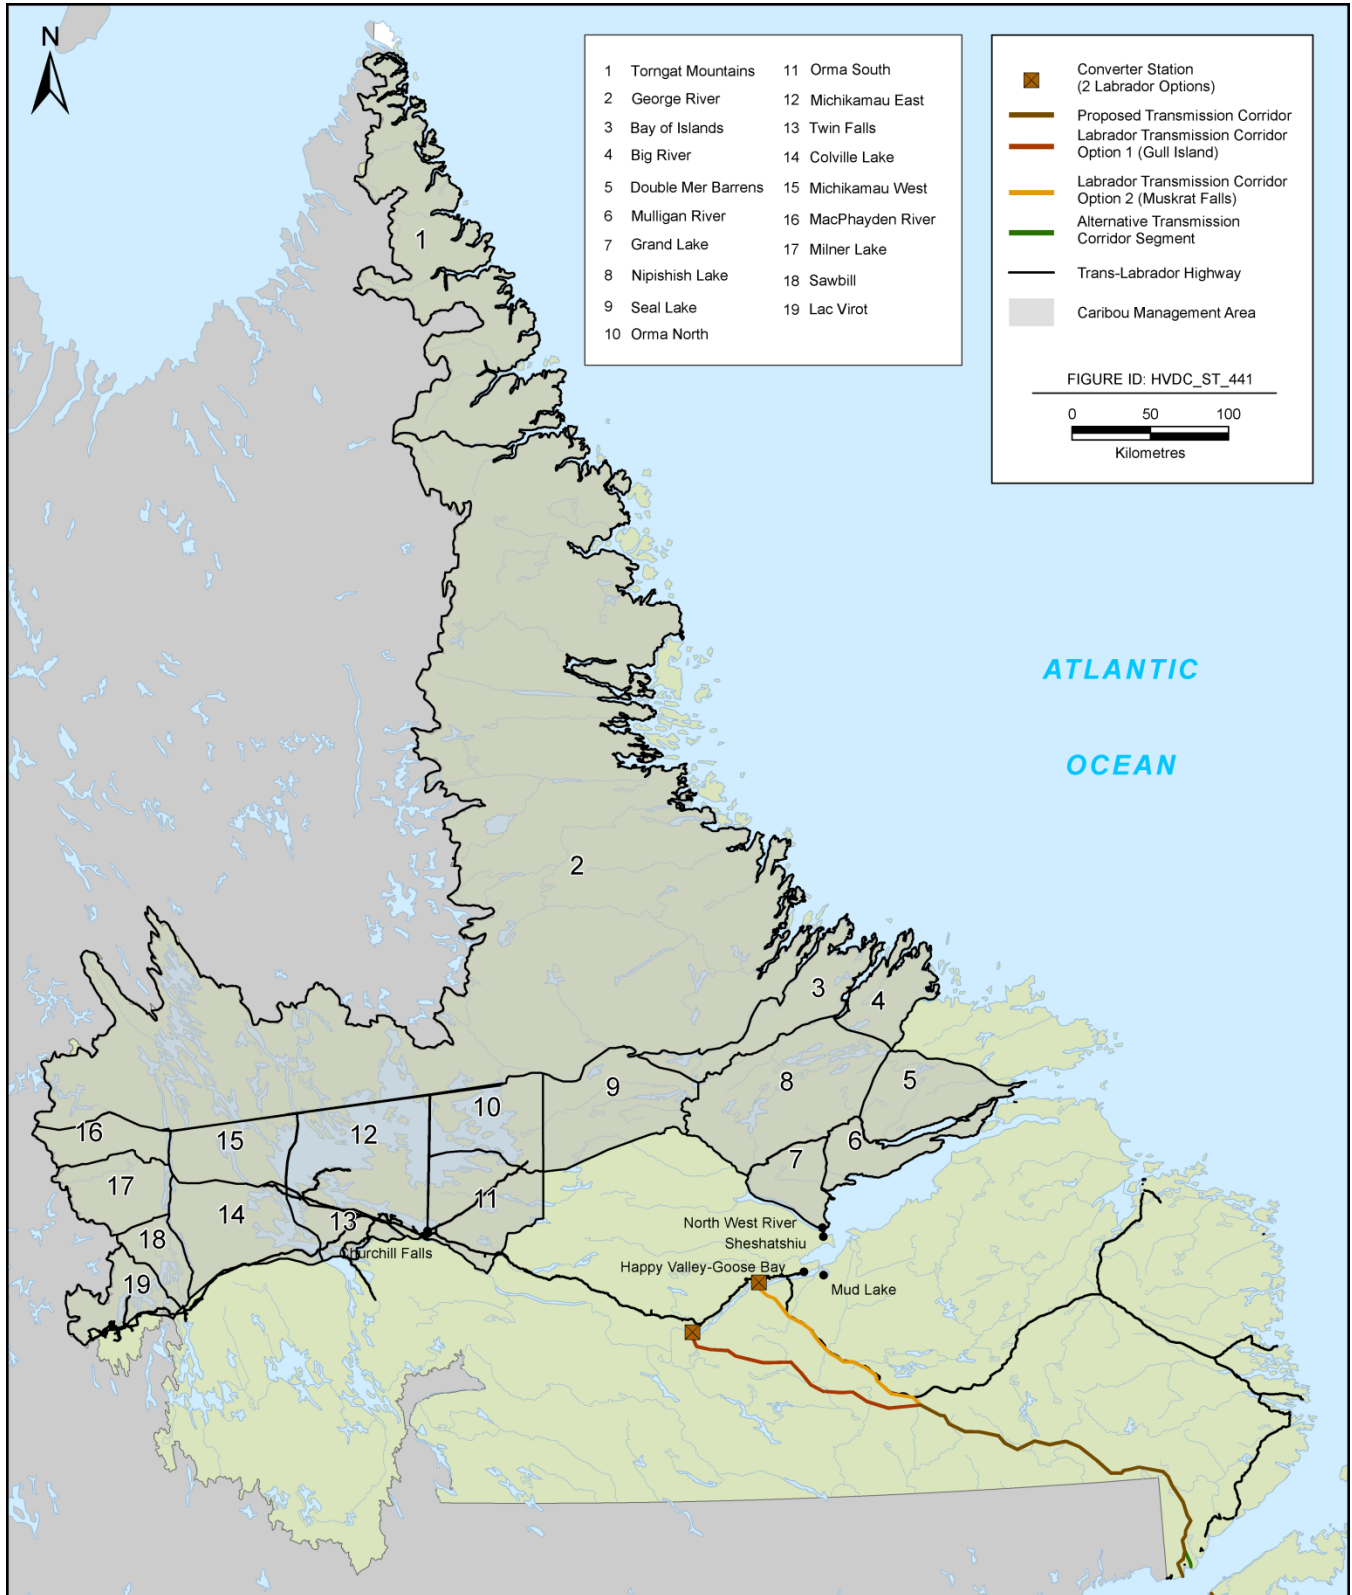 N
1 Torngat Mountains
2 George River
3 Bay of Islands
4 Big River
5 Double Mer Barrens
6 Mulligan River
7 Grand Lake
8 Nipishish Lake
9 Seal Lake
10 Orma North
11 Orma South
12 Michikamau East
13 Twin Falls
14 Colville Lake
15 Michikamau West
16 MacPhayden River
17 Milner Lake
18 Sawbill
19 Lac Virot
Converter Station
(2 Labrador Options)
Proposed Transmission Corridor
Labrador Transmission Corridor
Option 1 (Gull Island)
Labrador Transmission Corridor
Option 2 (Muskrat Falls)
Alternative Transmission
Corridor Segment
Trans-Labrador Highway
Caribou Management Area
FIGURE ID: HVDC_ST_441
0 50 100
Kilometres
1
ATLANTIC
OCEAN
2
3
4
5
6
7
8
9
10
11
12
13
14
15
16
17
18
19
Churchill Falls
North West River
Sheshatshiu
Happy Valley-Goose Bay
Mud Lake